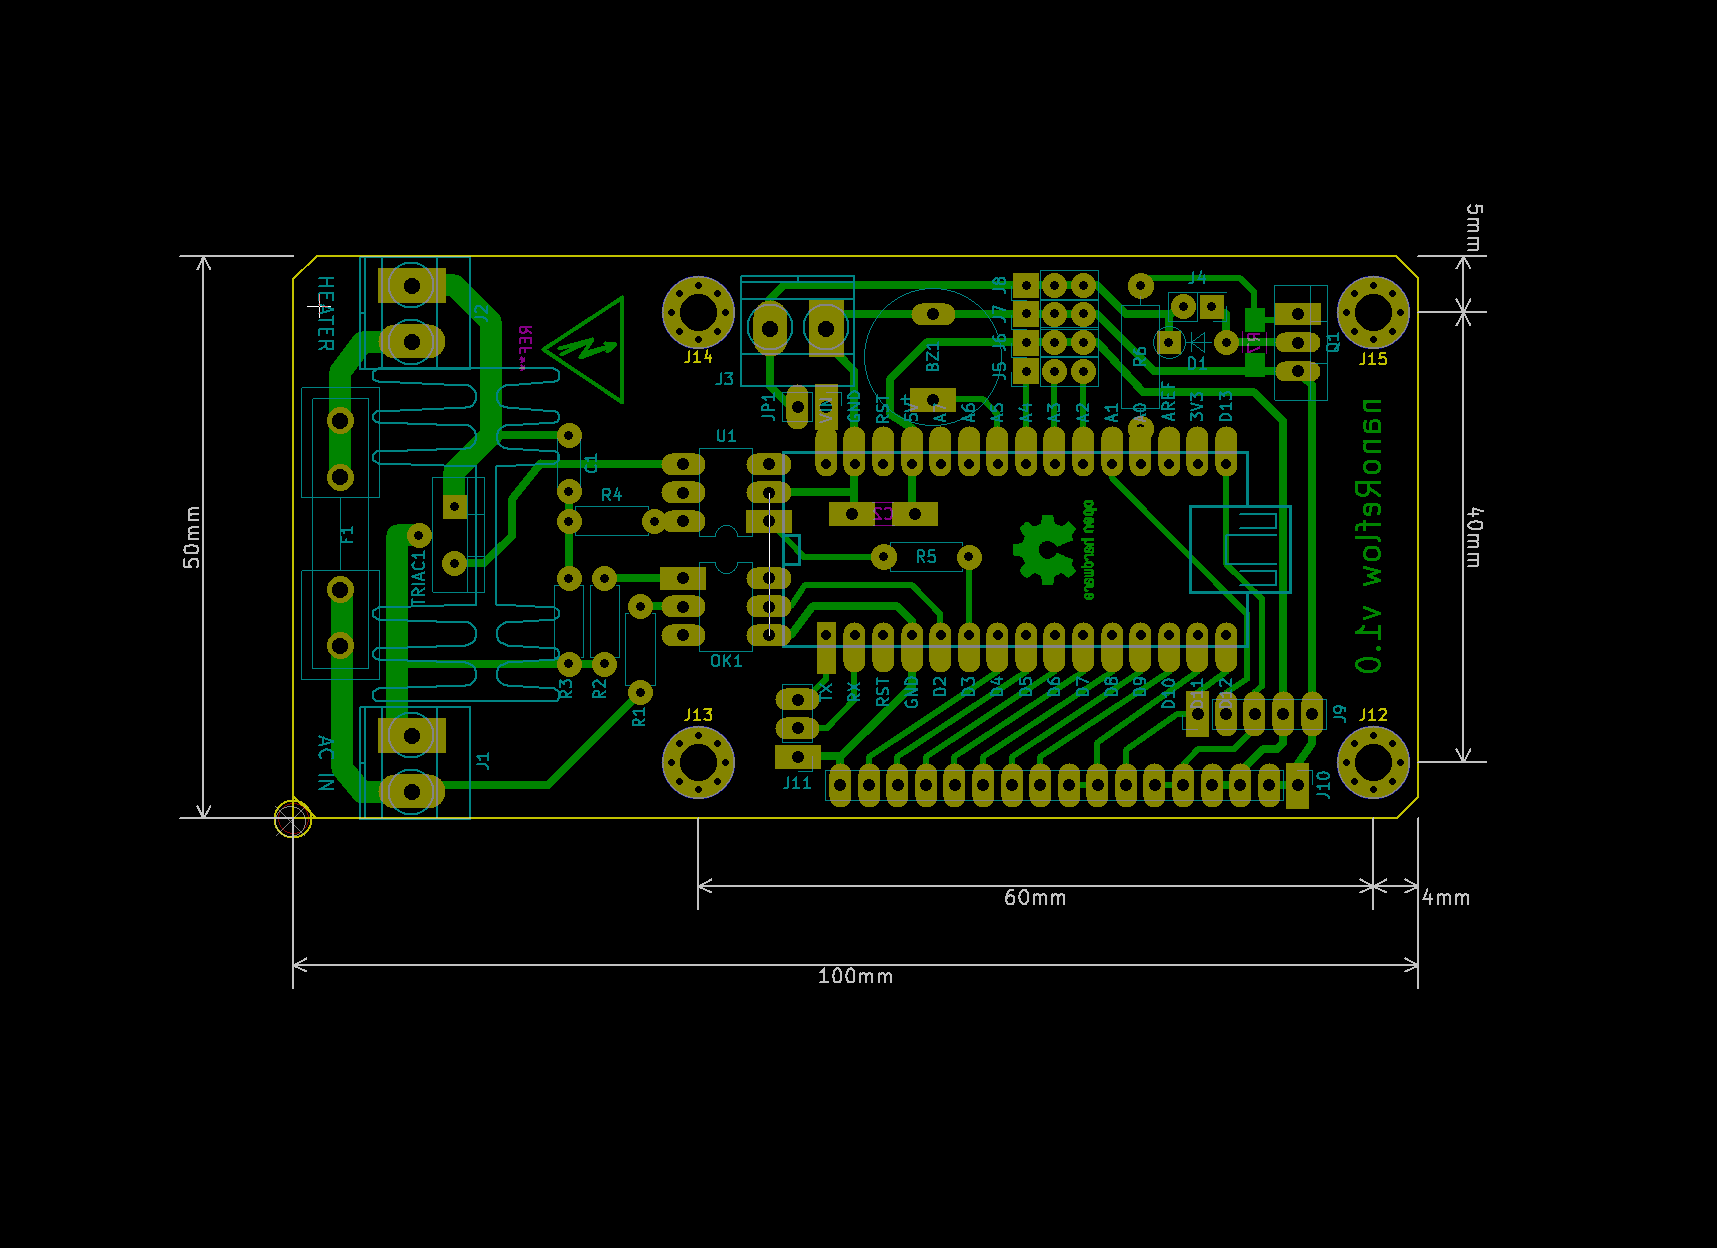 5mm
HEATER
J2
REF**
J14
J3
JP1
BZ1
J8
J7
J6
J5
J4
R6
D1
R7
Q1
J15
VIN
GND
RST
5V
A7
A6
A5
A4
A3
A2
A1
A0
AREF
3V3
D13
50mm
40mm
F1
TRIAC1
C1
R4
U1
C2
R5
open hardware
nanoReflow v1.0
OK1
R3
R2
R1
TX
RX
RST
GND
D2
D3
D4
D5
D6
D7
D8
D9
D10
D11
D12
J9
AC IN
J1
J13
J11
J10
J12
60mm
4mm
100mm